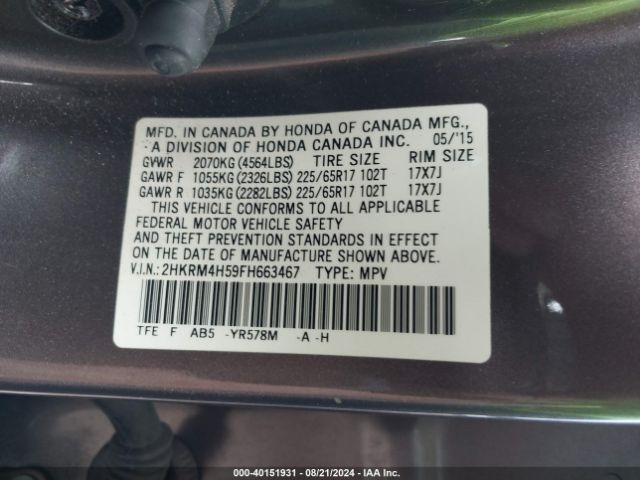 MFD. IN CANADA BY HONDA OF CANADA MFG.,
A DIVISION OF HONDA CANADA INC. 05/'15
GVWR 2070KG (4564LBS) TIRE SIZE RIM SIZE
GAWR F 1055KG (2326LBS) 225/65R17 102T 17X7J
GAWR R 1035KG (2282LBS) 225/65R17 102T 17X7J
THIS VEHICLE CONFORMS TO ALL APPLICABLE
FEDERAL MOTOR VEHICLE SAFETY
AND THEFT PREVENTION STANDARDS IN EFFECT
ON THE DATE OF MANUFACTURE SHOWN ABOVE.
V.I.N.: 2HKRM4H59FH663467 TYPE: MPV
TFE F AB5 -YR578M -A -H
000-40151931 - 08/21/2024 - IAA Inc.